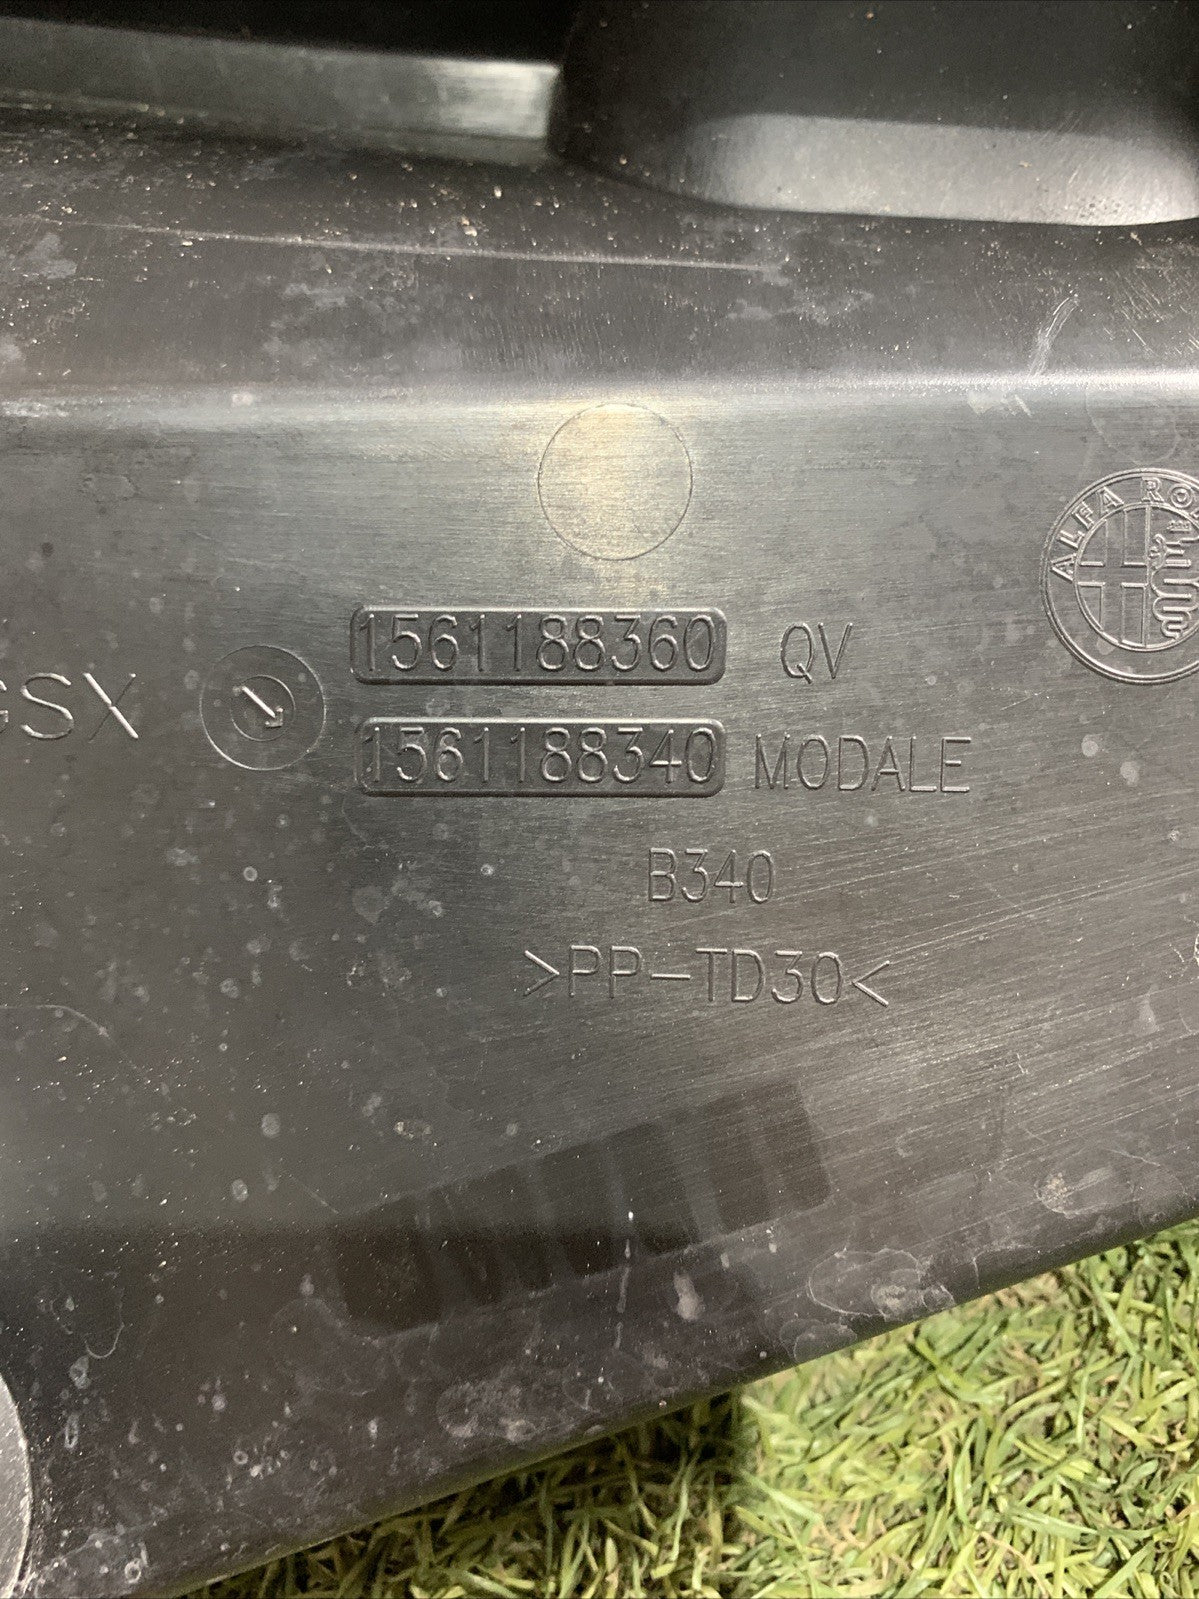 ALFA RO
1561188360 QV
GSX
1561188340 MODALE
B340
>PP-TD30<